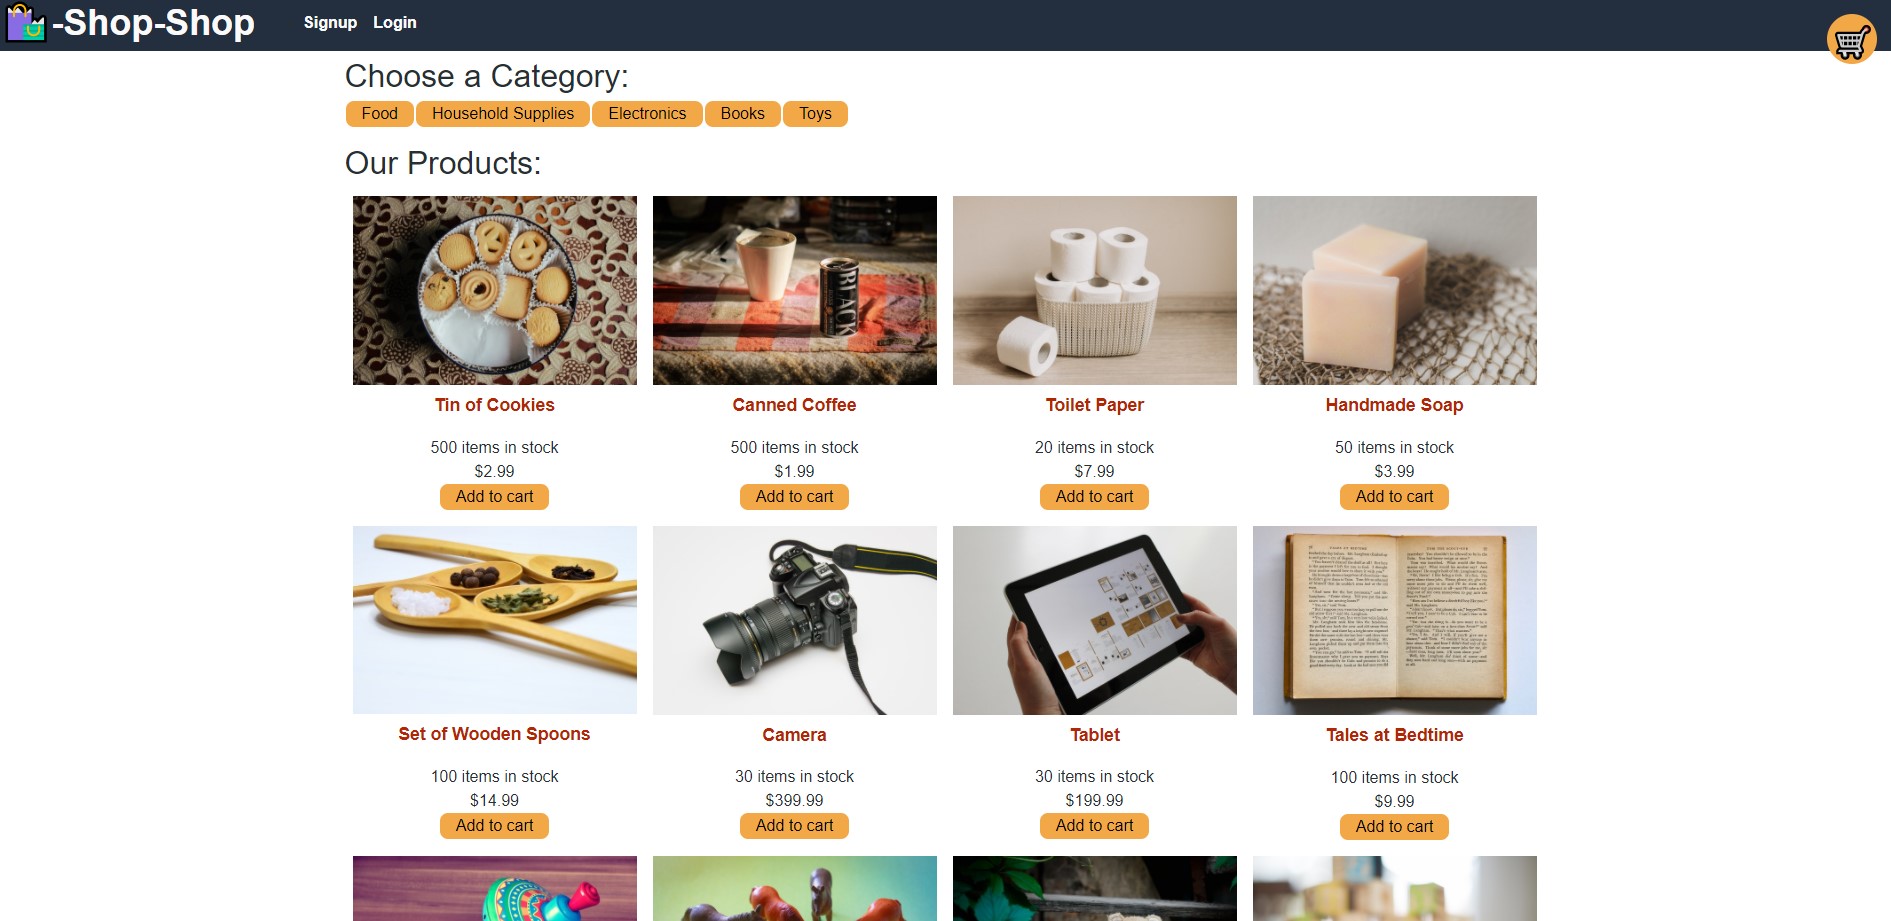 -Shop-Shop
Signup Login
Choose a Category:
Food Household Supplies Electronics Books Toys
Our Products:
BLACK
Tin of Cookies
500 items in stock
$2.99
Add to cart
Canned Coffee
500 items in stock
$1.99
Add to cart
Toilet Paper
20 items in stock
$7.99
Add to cart
Handmade Soap
50 items in stock
$3.99
Add to cart
Set of Wooden Spoons
100 items in stock
$14.99
Add to cart
Camera
30 items in stock
$399.99
Add to cart
Tablet
30 items in stock
$199.99
Add to cart
Tales at Bedtime
100 items in stock
$9.99
Add to cart